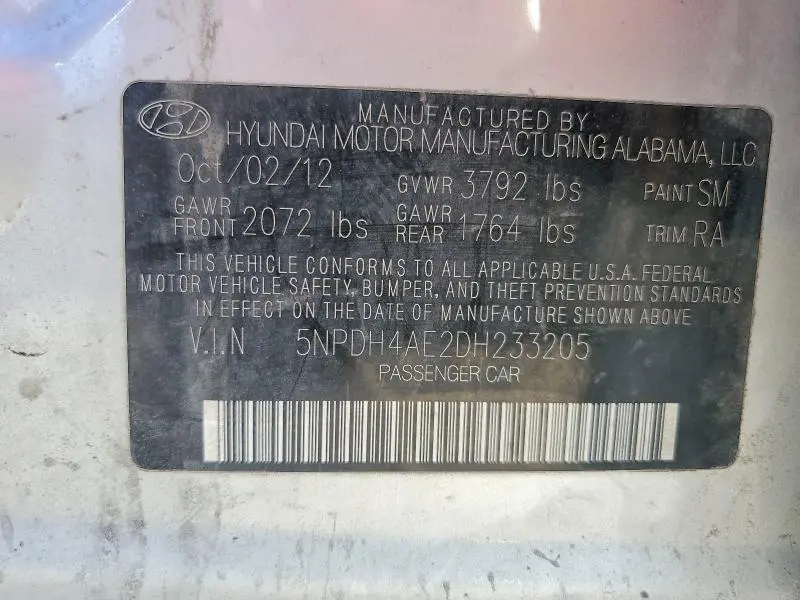 MANUFACTURED BY
HYUNDAI MOTOR MANUFACTURING ALABAMA, LLC
Oct/02/12 GVWR 3792 lbs PAINT SM
GAWR FRONT 2072 lbs GAWR REAR 1764 lbs TRIM RA
THIS VEHICLE CONFORMS TO ALL APPLICABLE U.S.A. FEDERAL
MOTOR VEHICLE SAFETY, BUMPER, AND THEFT PREVENTION STANDARDS
IN EFFECT ON THE DATE OF MANUFACTURE SHOWN ABOVE
V.I.N 5NPDH4AE2DH233205
PASSENGER CAR